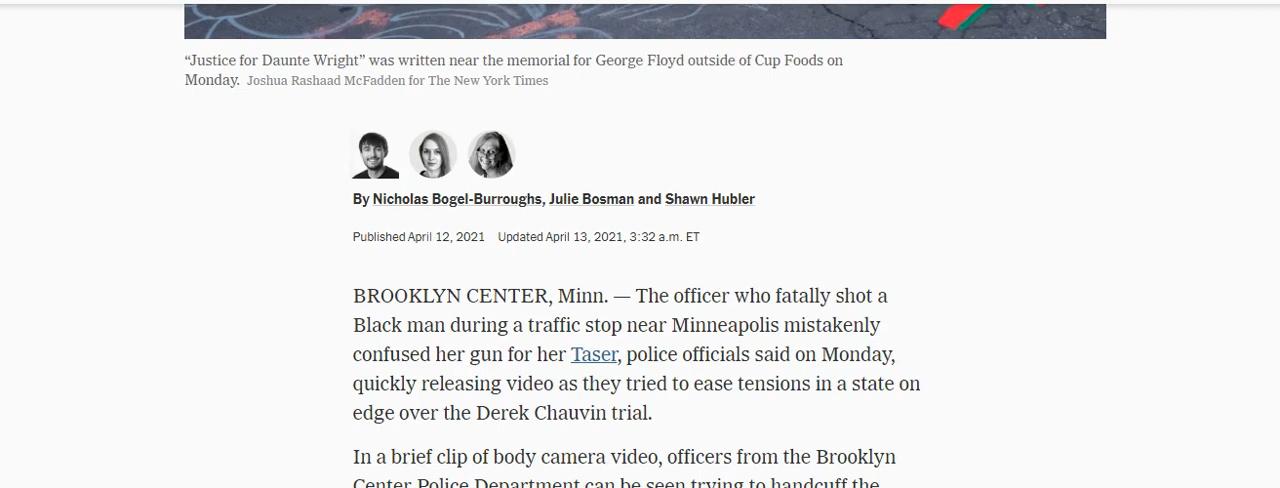 “Justice for Daunte Wright” was written near the memorial for George Floyd outside of Cup Foods on
Monday. Joshua Rashaad McFadden for The New York Times
By Nicholas Bogel-Burroughs, Julie Bosman and Shawn Hubler
Published April 12, 2021 Updated April 13, 2021, 3:32 a.m. ET
BROOKLYN CENTER, Minn. — The officer who fatally shot a
Black man during a traffic stop near Minneapolis mistakenly
confused her gun for her Taser, police officials said on Monday,
quickly releasing video as they tried to ease tensions in a state on
edge over the Derek Chauvin trial.
In a brief clip of body camera video, officers from the Brooklyn
Center Police Department can be seen trying to handcuff the